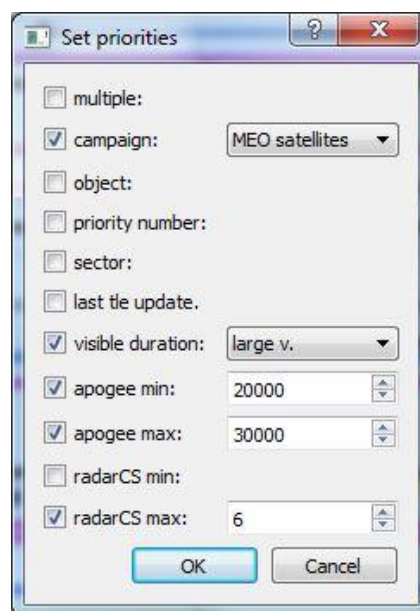 Set priorities
multiple:
campaign: MEO satellites
object:
priority number:
sector:
last tle update.
visible duration: large v.
apogee min: 20000
apogee max: 30000
radarCS min:
radarCS max: 6
OK Cancel